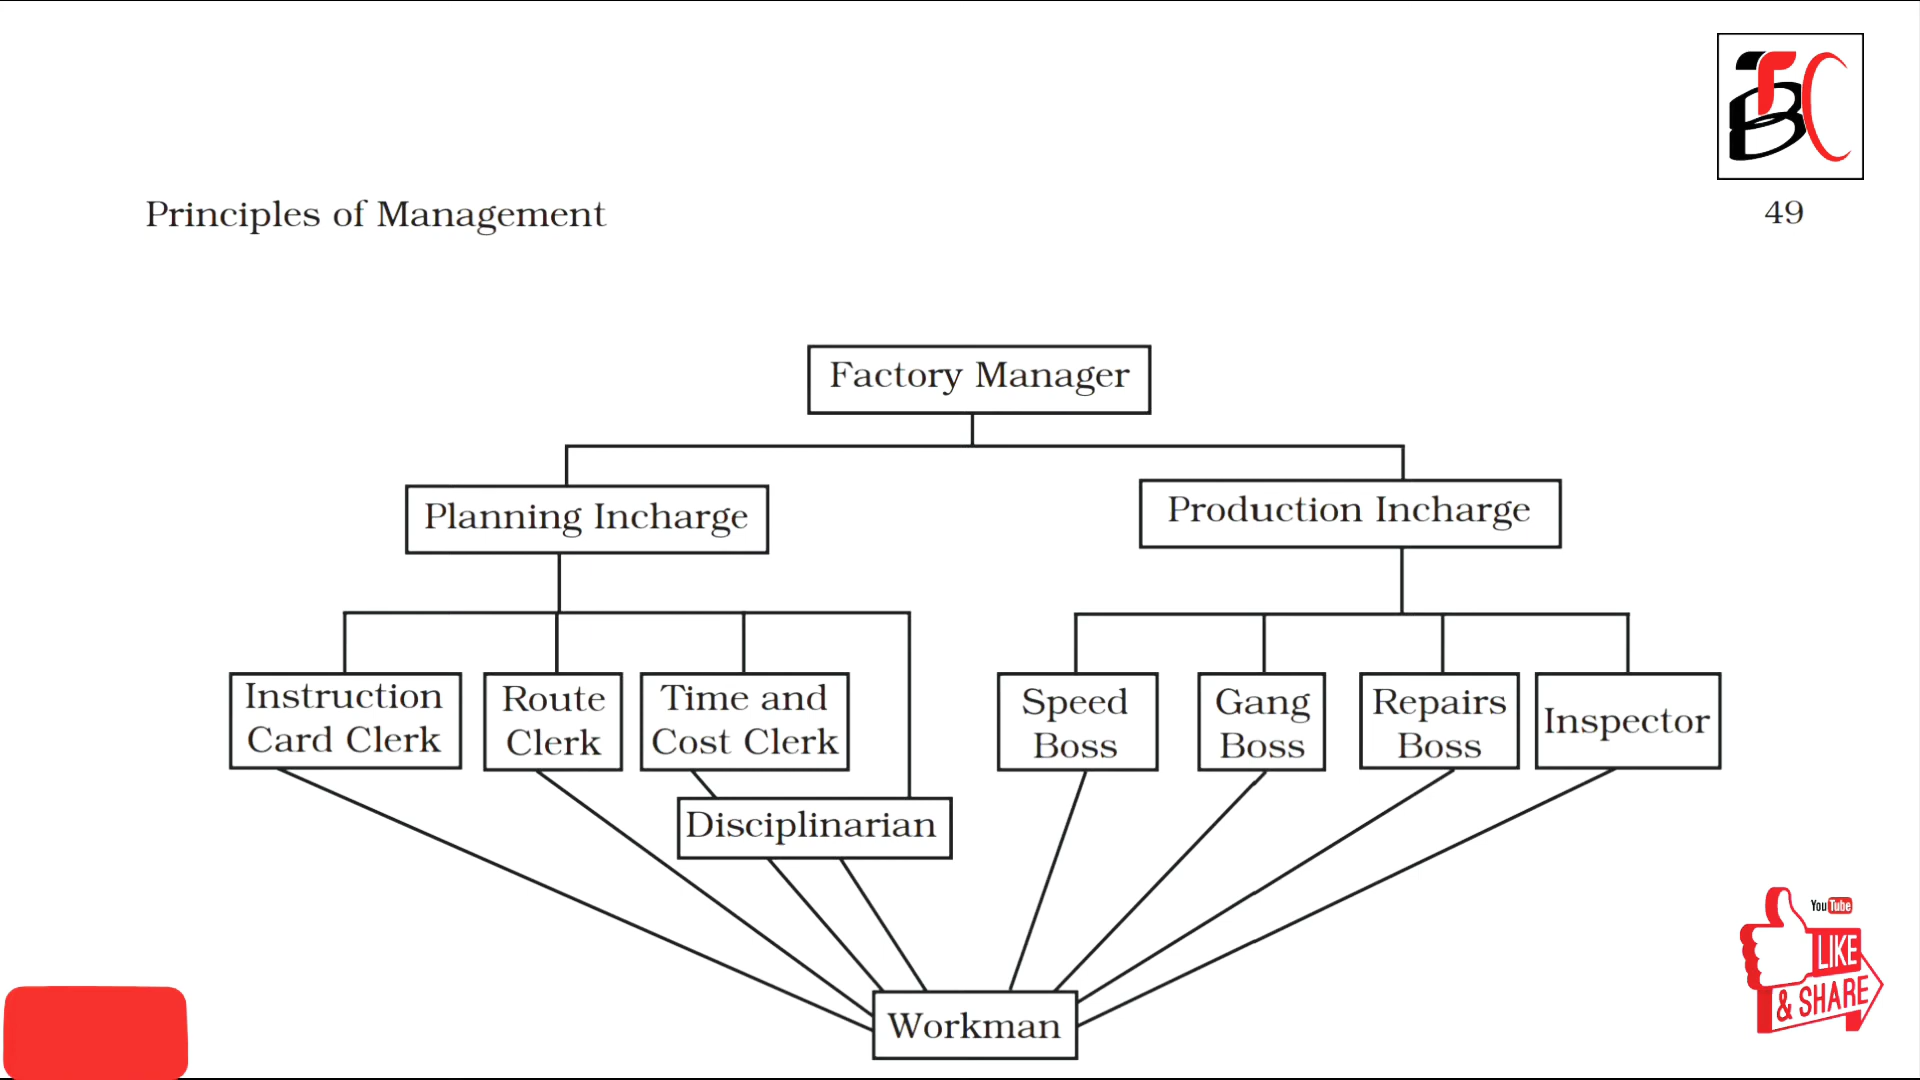 TBC
Principles of Management
49
Factory Manager
Planning Incharge
Production Incharge
Instruction
Card Clerk
Route
Clerk
Time and
Cost Clerk
Disciplinarian
Speed
Boss
Gang
Boss
Repairs
Boss
Inspector
Workman
YouTube
LIKE
& SHARE